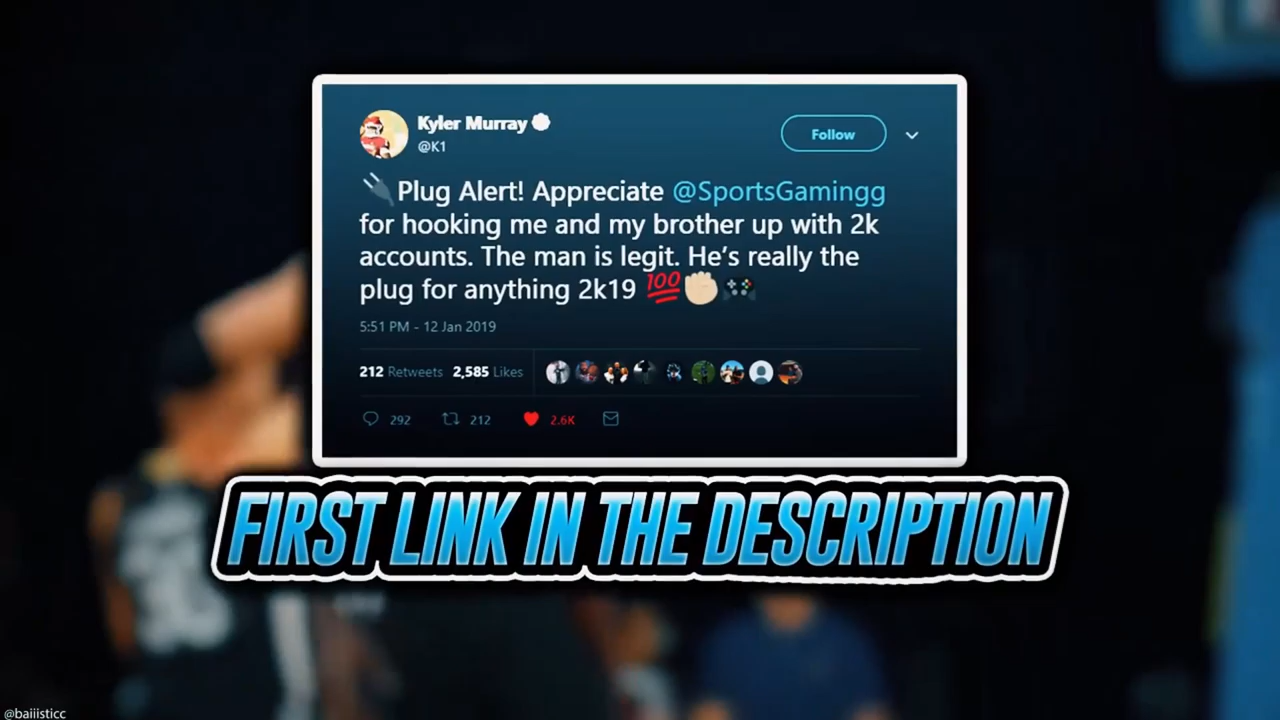 Kyler Murray
@K1
Follow
🔌Plug Alert! Appreciate @SportsGamingg
for hooking me and my brother up with 2k
accounts. The man is legit. He's really the
plug for anything 2k19 💯✊🏼🎮
5:51 PM - 12 Jan 2019
212 Retweets 2,585 Likes
292 212 2.6K
FIRST LINK IN THE DESCRIPTION
@baiiisticc